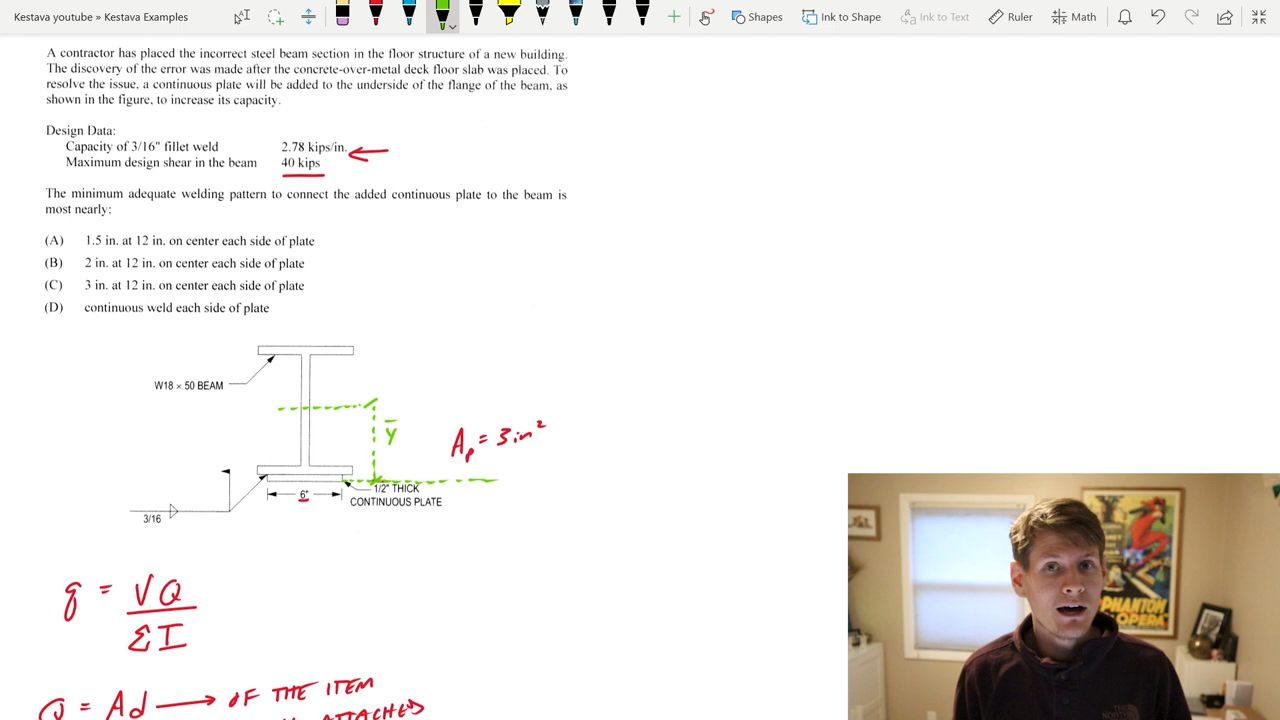 Kestava youtube » Kestava Examples
Shapes
Ink to Shape
Ink to Text
Ruler
Math
A contractor has placed the incorrect steel beam section in the floor structure of a new building.
The discovery of the error was made after the concrete-over-metal deck floor slab was placed. To
resolve the issue, a continuous plate will be added to the underside of the flange of the beam, as
shown in the figure, to increase its capacity.
Design Data:
Capacity of 3/16" fillet weld 2.78 kips/in.
Maximum design shear in the beam 40 kips
The minimum adequate welding pattern to connect the added continuous plate to the beam is
most nearly:
(A) 1.5 in. at 12 in. on center each side of plate
(B) 2 in. at 12 in. on center each side of plate
(C) 3 in. at 12 in. on center each side of plate
(D) continuous weld each side of plate
W18 × 50 BEAM
ȳ
Ap = 3in²
6"
1/2" THICK
CONTINUOUS PLATE
3/16
q = VQ
ΣI
Q = Ad → OF THE ITEM
ATTACHED
PHANTOM
OPERA